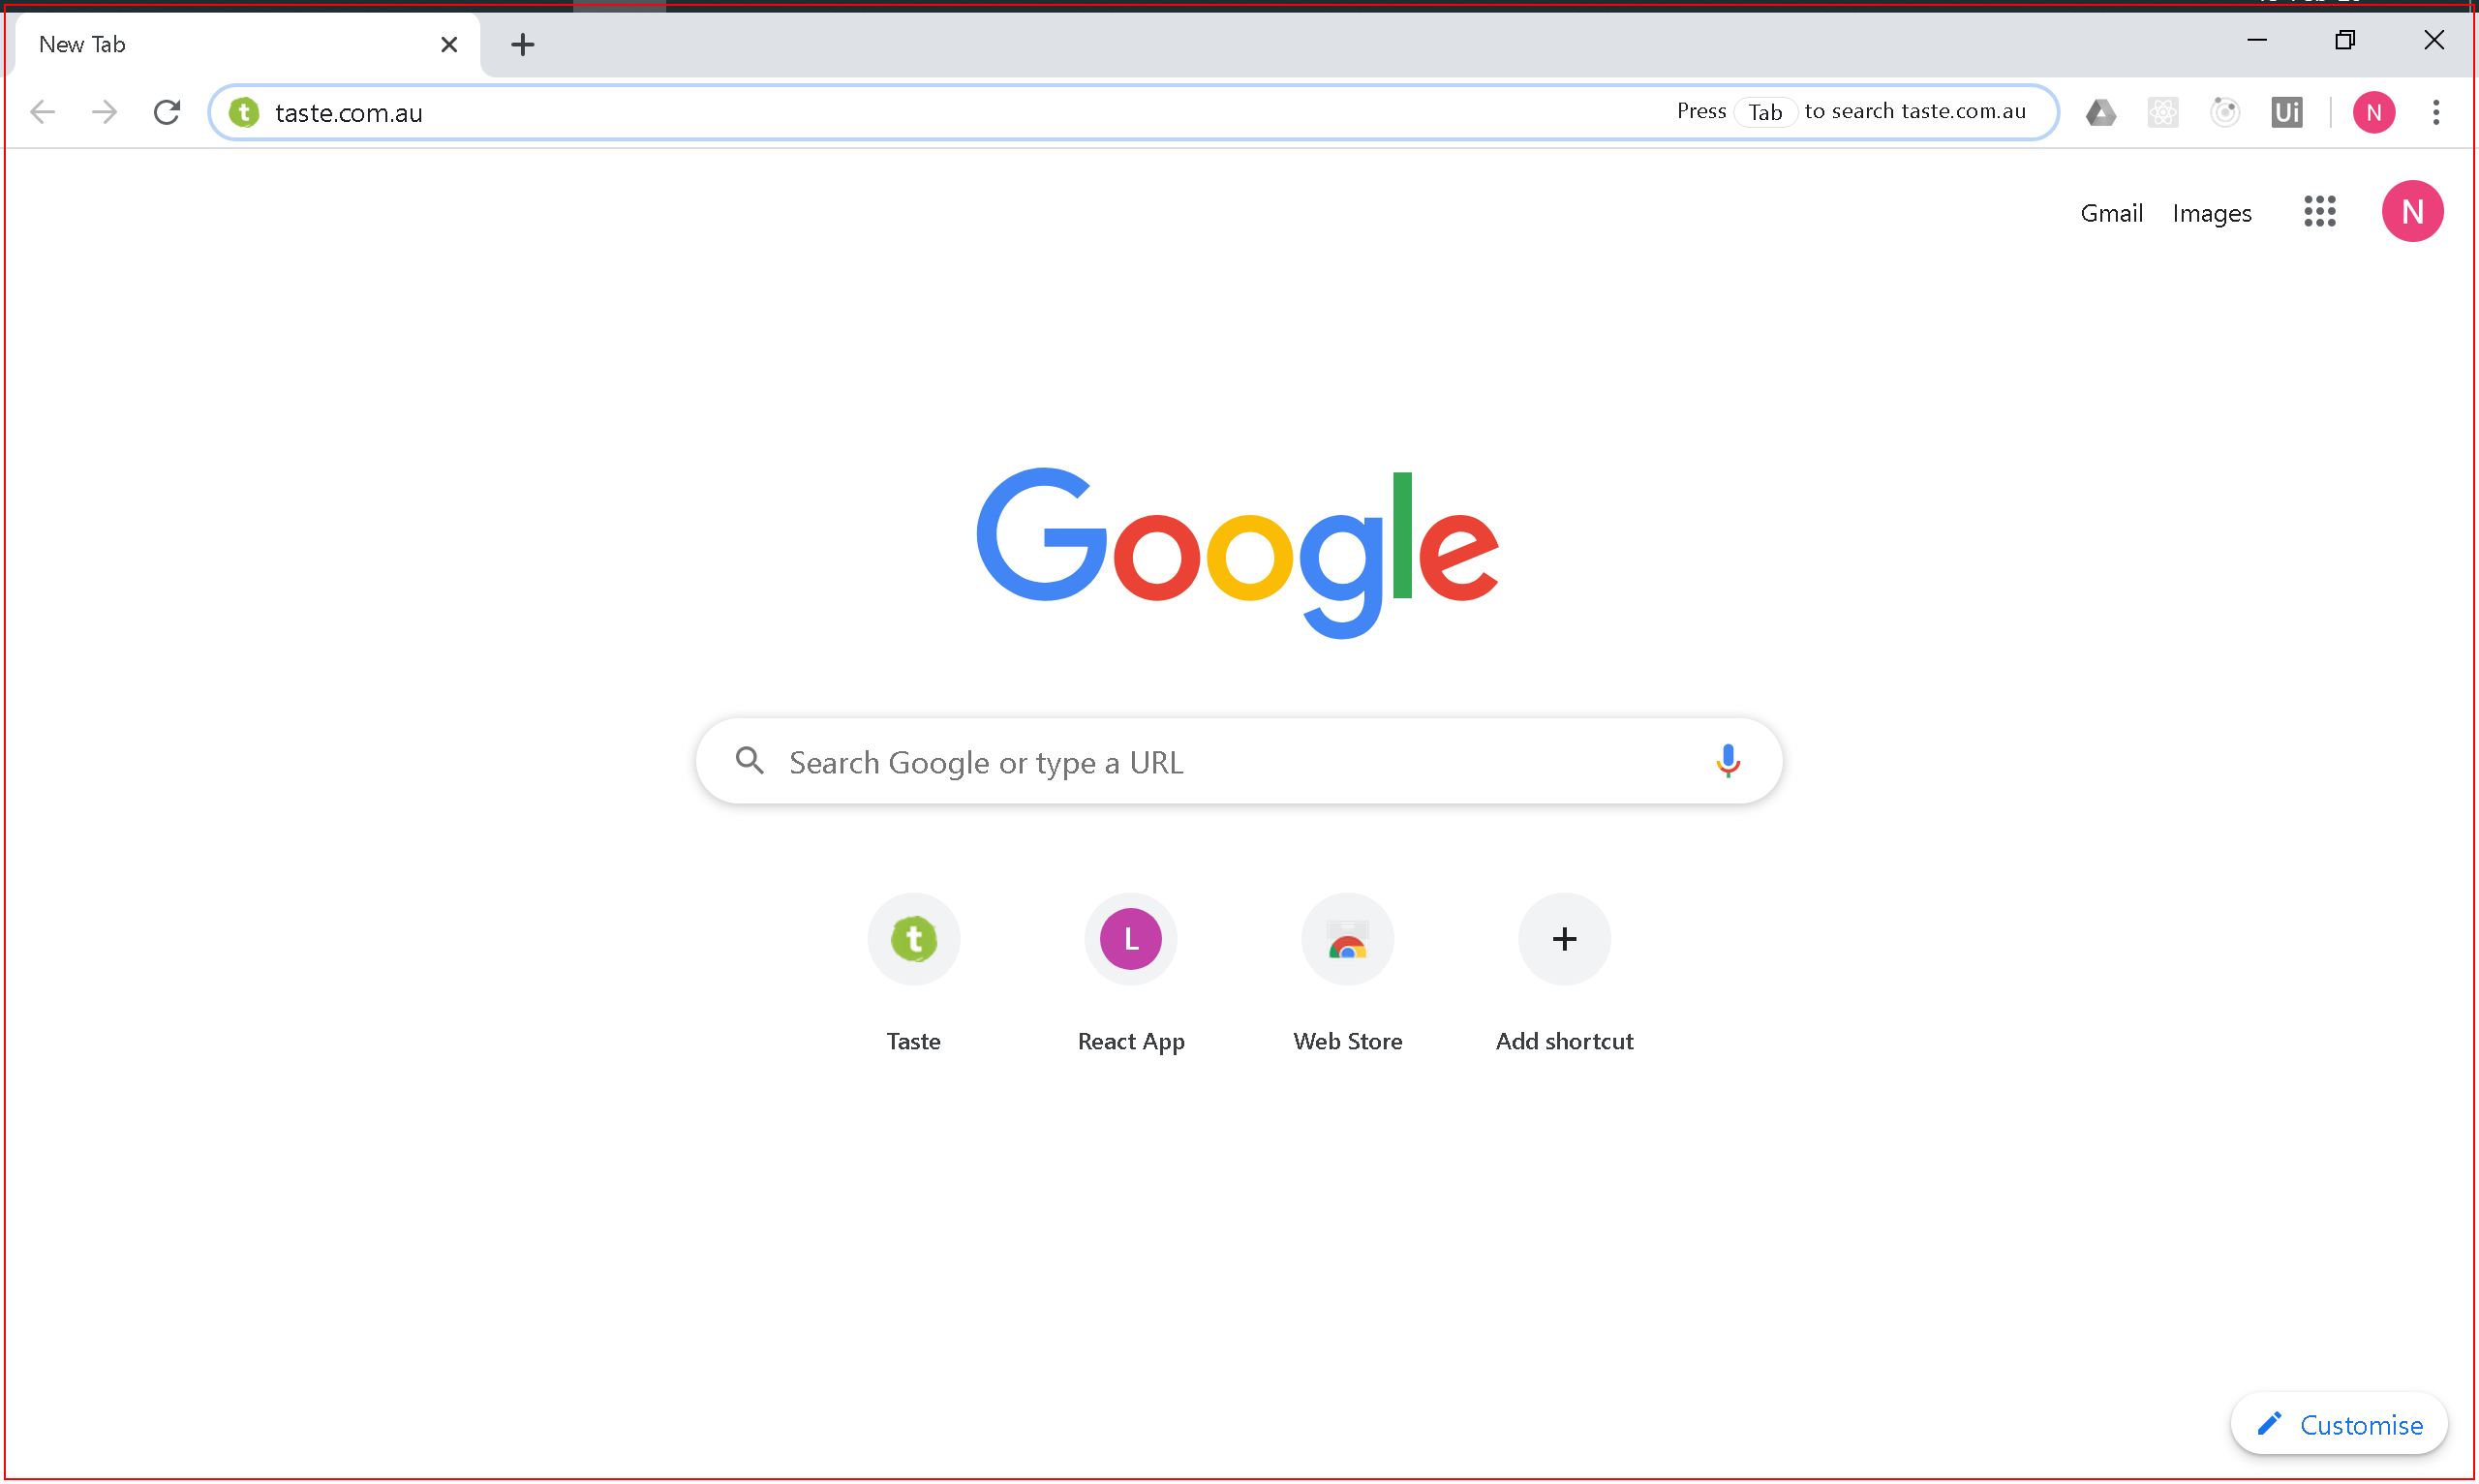 New Tab
taste.com.au Press Tab to search taste.com.au Ui N
Gmail Images N
Google
Search Google or type a URL
t L
Taste React App Web Store Add shortcut
Customise